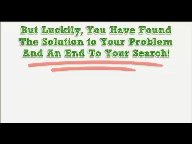 But Luckily, You Have Found
The Solution to Your Problem
And An End To Your Search!